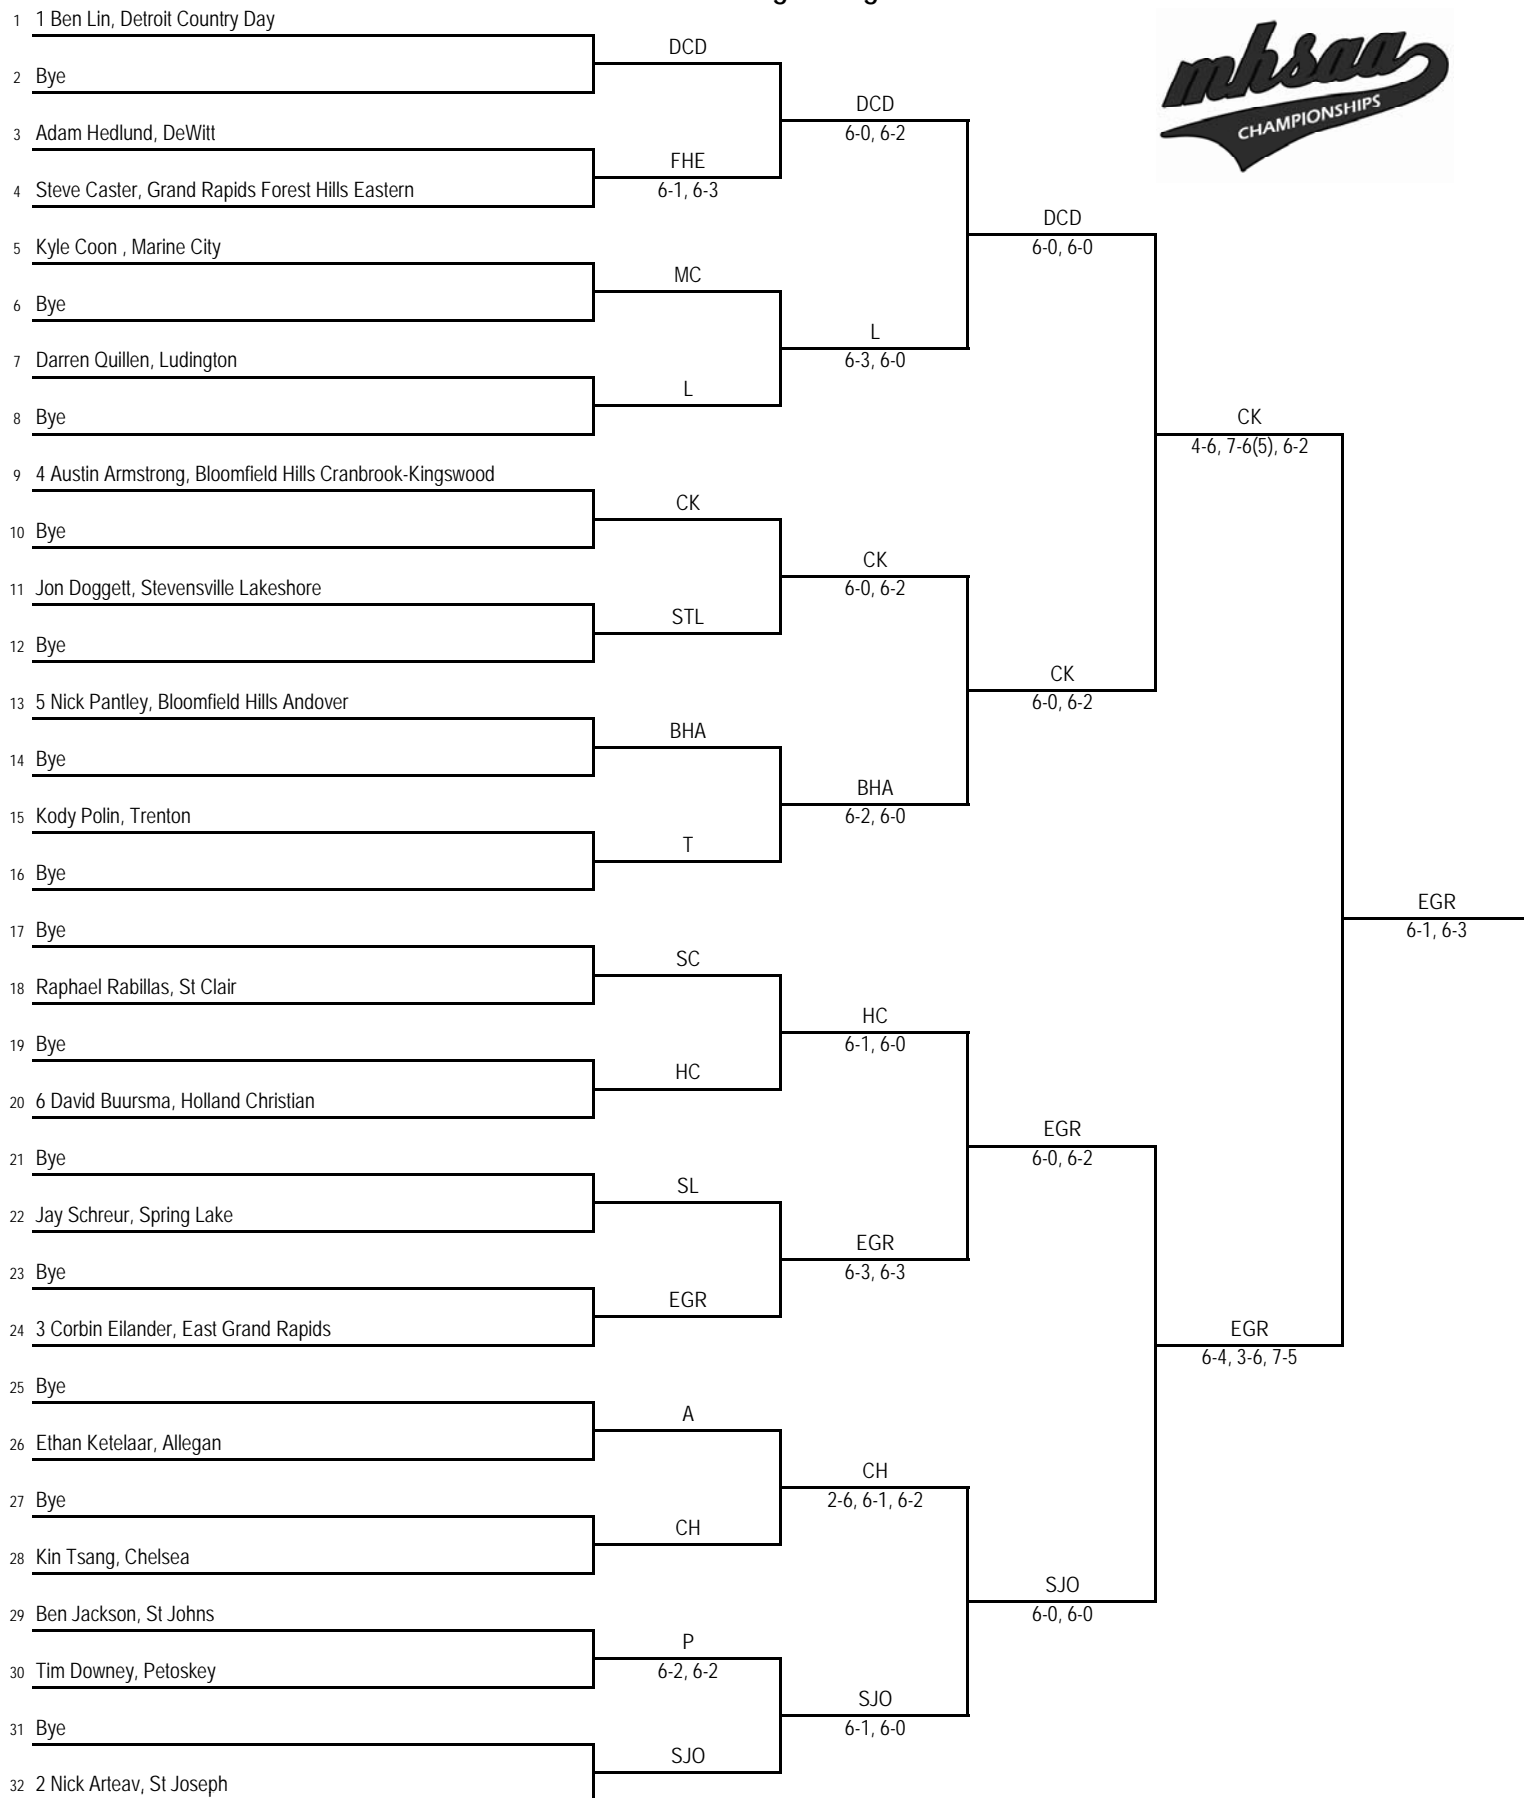 1 1 Ben Lin, Detroit Country Day
DCD
mhsaa
CHAMPIONSHIPS
2 Bye
DCD
6-0, 6-2
3 Adam Hedlund, DeWitt
FHE
6-1, 6-3
4 Steve Caster, Grand Rapids Forest Hills Eastern
DCD
6-0, 6-0
5 Kyle Coon , Marine City
MC
6 Bye
L
6-3, 6-0
7 Darren Quillen, Ludington
L
8 Bye
CK
4-6, 7-6(5), 6-2
9 4 Austin Armstrong, Bloomfield Hills Cranbrook-Kingswood
CK
10 Bye
CK
6-0, 6-2
11 Jon Doggett, Stevensville Lakeshore
STL
12 Bye
CK
6-0, 6-2
13 5 Nick Pantley, Bloomfield Hills Andover
BHA
14 Bye
BHA
6-2, 6-0
15 Kody Polin, Trenton
T
16 Bye
EGR
6-1, 6-3
17 Bye
SC
18 Raphael Rabillas, St Clair
HC
6-1, 6-0
19 Bye
HC
20 6 David Buursma, Holland Christian
EGR
6-0, 6-2
21 Bye
SL
22 Jay Schreur, Spring Lake
EGR
6-3, 6-3
23 Bye
EGR
24 3 Corbin Eilander, East Grand Rapids
EGR
6-4, 3-6, 7-5
25 Bye
A
26 Ethan Ketelaar, Allegan
CH
2-6, 6-1, 6-2
27 Bye
CH
28 Kin Tsang, Chelsea
SJO
6-0, 6-0
29 Ben Jackson, St Johns
P
6-2, 6-2
30 Tim Downey, Petoskey
SJO
6-1, 6-0
31 Bye
SJO
32 2 Nick Arteav, St Joseph